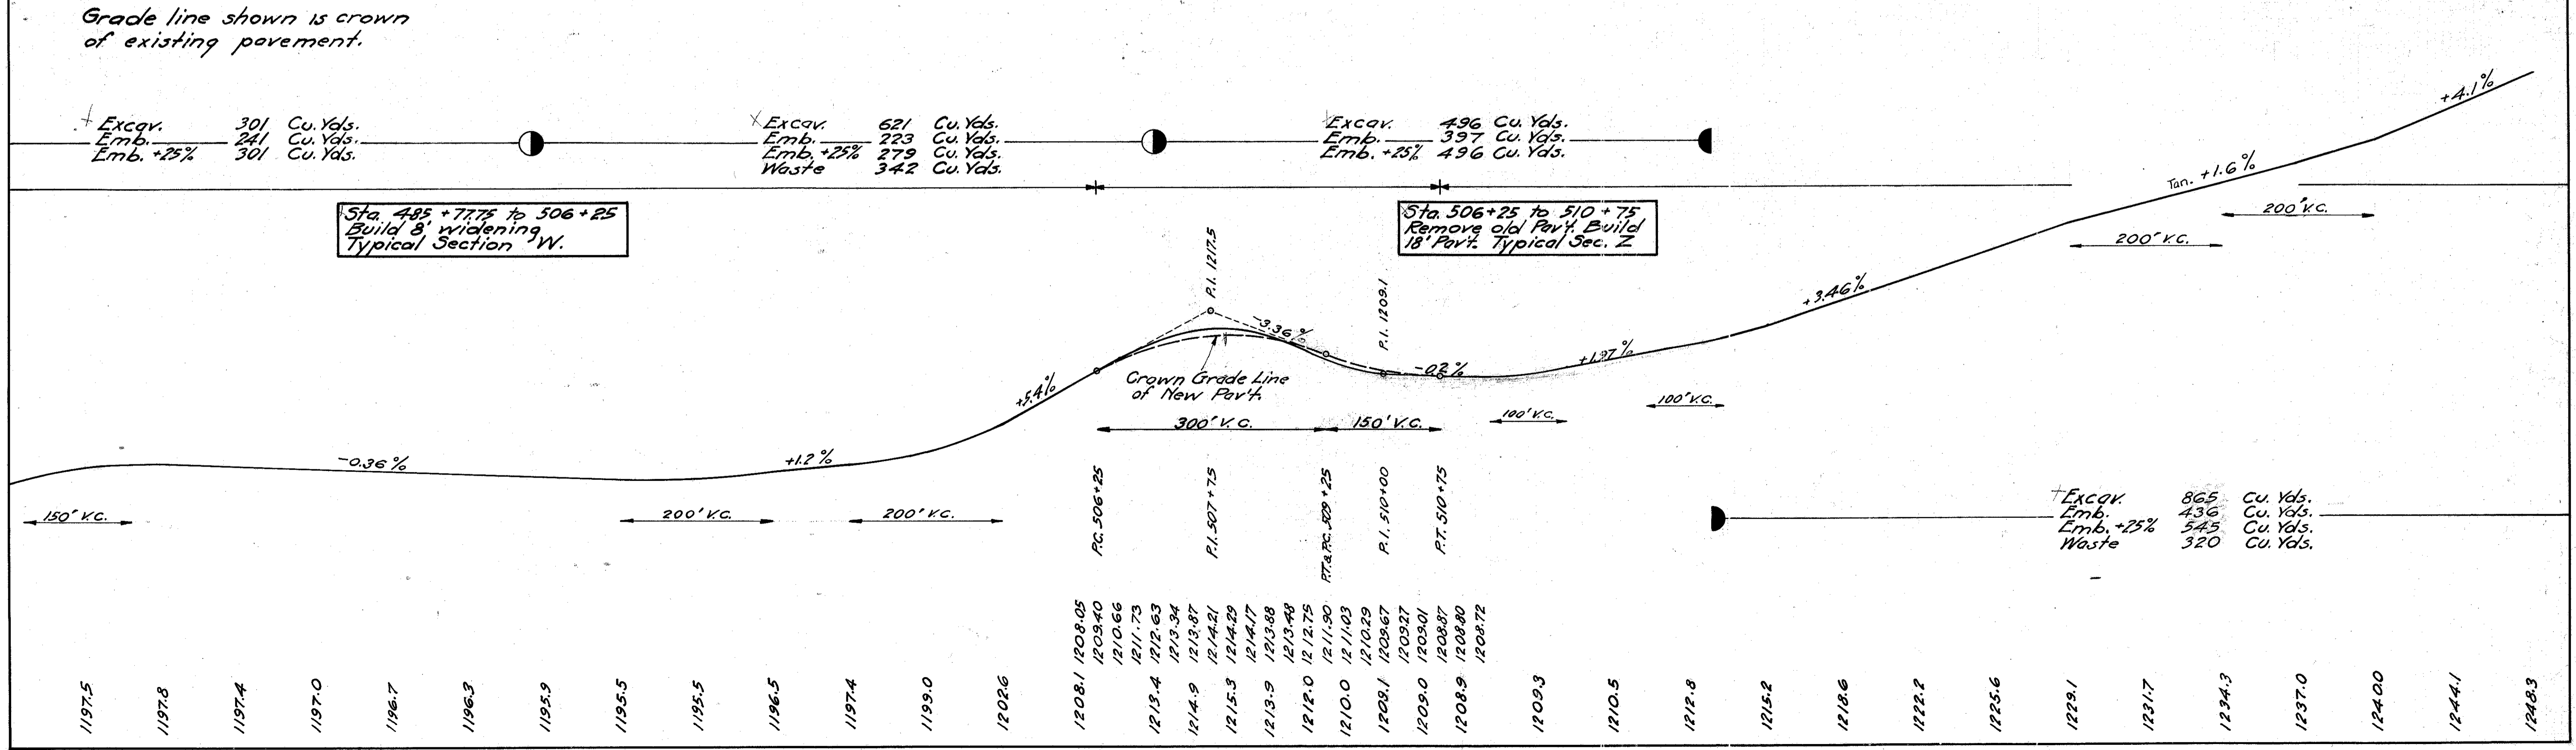 Grade line shown is crown
of existing pavement.
Excav. 301 Cu. Yds.
Emb. 241 Cu. Yds.
Emb. +25% 301 Cu. Yds.
Excav. 621 Cu. Yds.
Emb. 223 Cu. Yds.
Emb. +25% 279 Cu. Yds.
Waste 342 Cu. Yds.
Excav. 496 Cu. Yds.
Emb. 397 Cu. Yds.
Emb. +25% 496 Cu. Yds.
Sta. 485 +77.75 to 506+25
Build 8' widening
Typical Section W.
Sta. 506+25 to 510+75
Remove old Pav't. Build
18' Pav't. Typical Sec. Z
+4.1%
Tan. +1.6%
200' V.C.
200' V.C.
P.I. 1217.5
P.I. 1209.1
+3.46%
-3.36%
+1.97%
-0.2%
+5.4%
Crown Grade Line
of New Pav't.
100' V.C.
100' V.C.
300' V.C.
150' V.C.
-0.36%
+1.2%
150' V.C.
200' V.C.
200' V.C.
P.C. 506+25
P.I. 507+75
P.T. & P.C. 509+25
P.I. 510+00
P.T. 510+75
Excav. 865 Cu. Yds.
Emb. 436 Cu. Yds.
Emb. +25% 545 Cu. Yds.
Waste 320 Cu. Yds.
1208.05
1209.40
1210.66
1211.73
1212.63
1213.34
1213.87
1214.21
1214.29
1214.17
1213.88
1213.48
1212.75
1211.90
1211.03
1210.29
1209.67
1209.27
1209.01
1208.87
1208.80
1208.72
1197.5
1197.8
1197.4
1197.0
1196.7
1196.3
1195.9
1195.5
1195.5
1196.5
1197.4
1199.0
1202.6
1208.1
1213.4
1214.9
1215.3
1213.9
1212.0
1210.0
1209.1
1209.0
1208.9
1209.3
1210.5
1212.8
1215.2
1218.6
1222.2
1225.6
1229.1
1231.7
1234.3
1237.0
1240.0
1244.1
1248.3